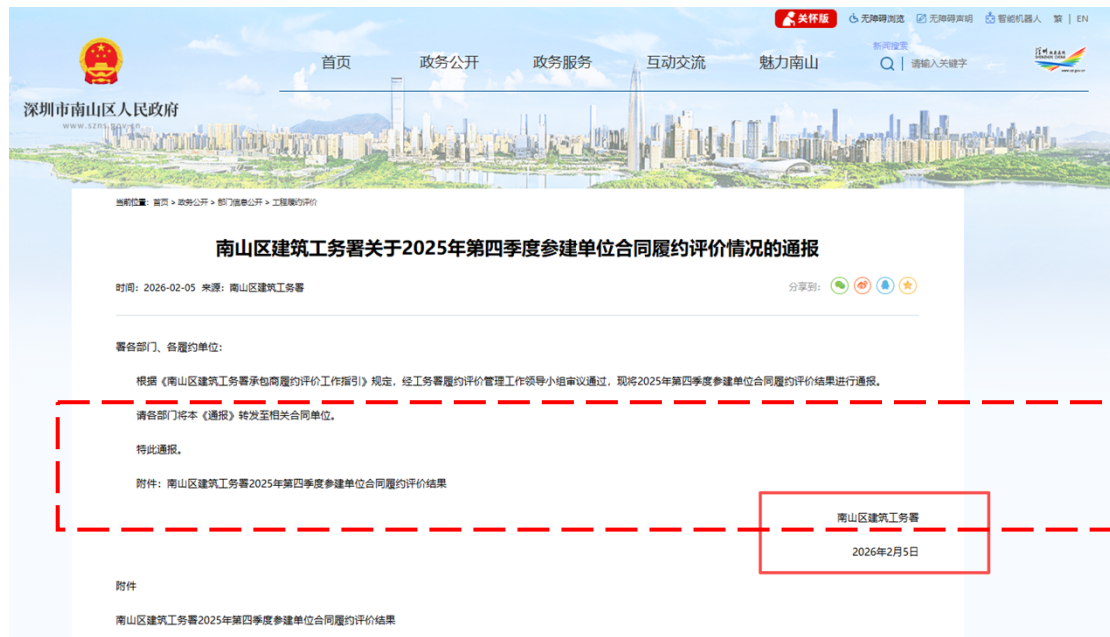 关怀版 无障碍浏览 无障碍声明 智能机器人 繁 | EN
新闻搜索
首页 政务公开 政务服务 互动交流 魅力南山 请输入关键字
深圳市南山区人民政府
www.szns.gov.cn
当前位置：首页 > 政务公开 > 部门信息公开 > 工程履约评价
南山区建筑工务署关于2025年第四季度参建单位合同履约评价情况的通报
时间：2026-02-05 来源：南山区建筑工务署 分享到：
署各部门、各履约单位：
根据《南山区建筑工务署承包商履约评价工作指引》规定，经工务署履约评价管理工作领导小组审议通过，现将2025年第四季度参建单位合同履约评价结果进行通报。
请各部门将本《通报》转发至相关合同单位。
特此通报。
附件：南山区建筑工务署2025年第四季度参建单位合同履约评价结果
南山区建筑工务署
2026年2月5日
附件
南山区建筑工务署2025年第四季度参建单位合同履约评价结果